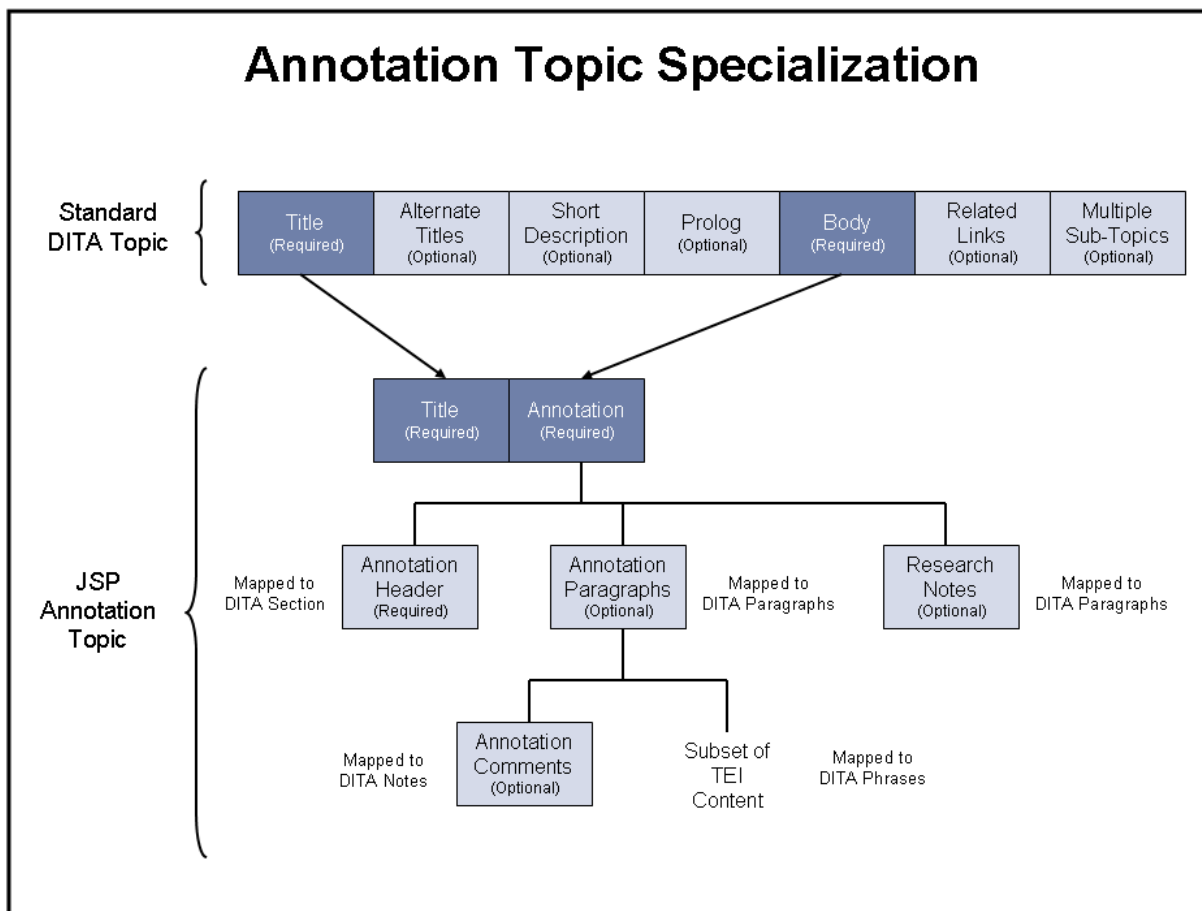 Annotation Topic Specialization
Standard
DITA Topic
Title
(Required)
Alternate
Titles
(Optional)
Short
Description
(Optional)
Prolog
(Optional)
Body
(Required)
Related
Links
(Optional)
Multiple
Sub-Topics
(Optional)
JSP
Annotation
Topic
Title
(Required)
Annotation
(Required)
Mapped to
DITA Section
Annotation
Header
(Required)
Annotation
Paragraphs
(Optional)
Mapped to
DITA Paragraphs
Research
Notes
(Optional)
Mapped to
DITA Paragraphs
Mapped to
DITA Notes
Annotation
Comments
(Optional)
Subset of
TEI
Content
Mapped to
DITA Phrases